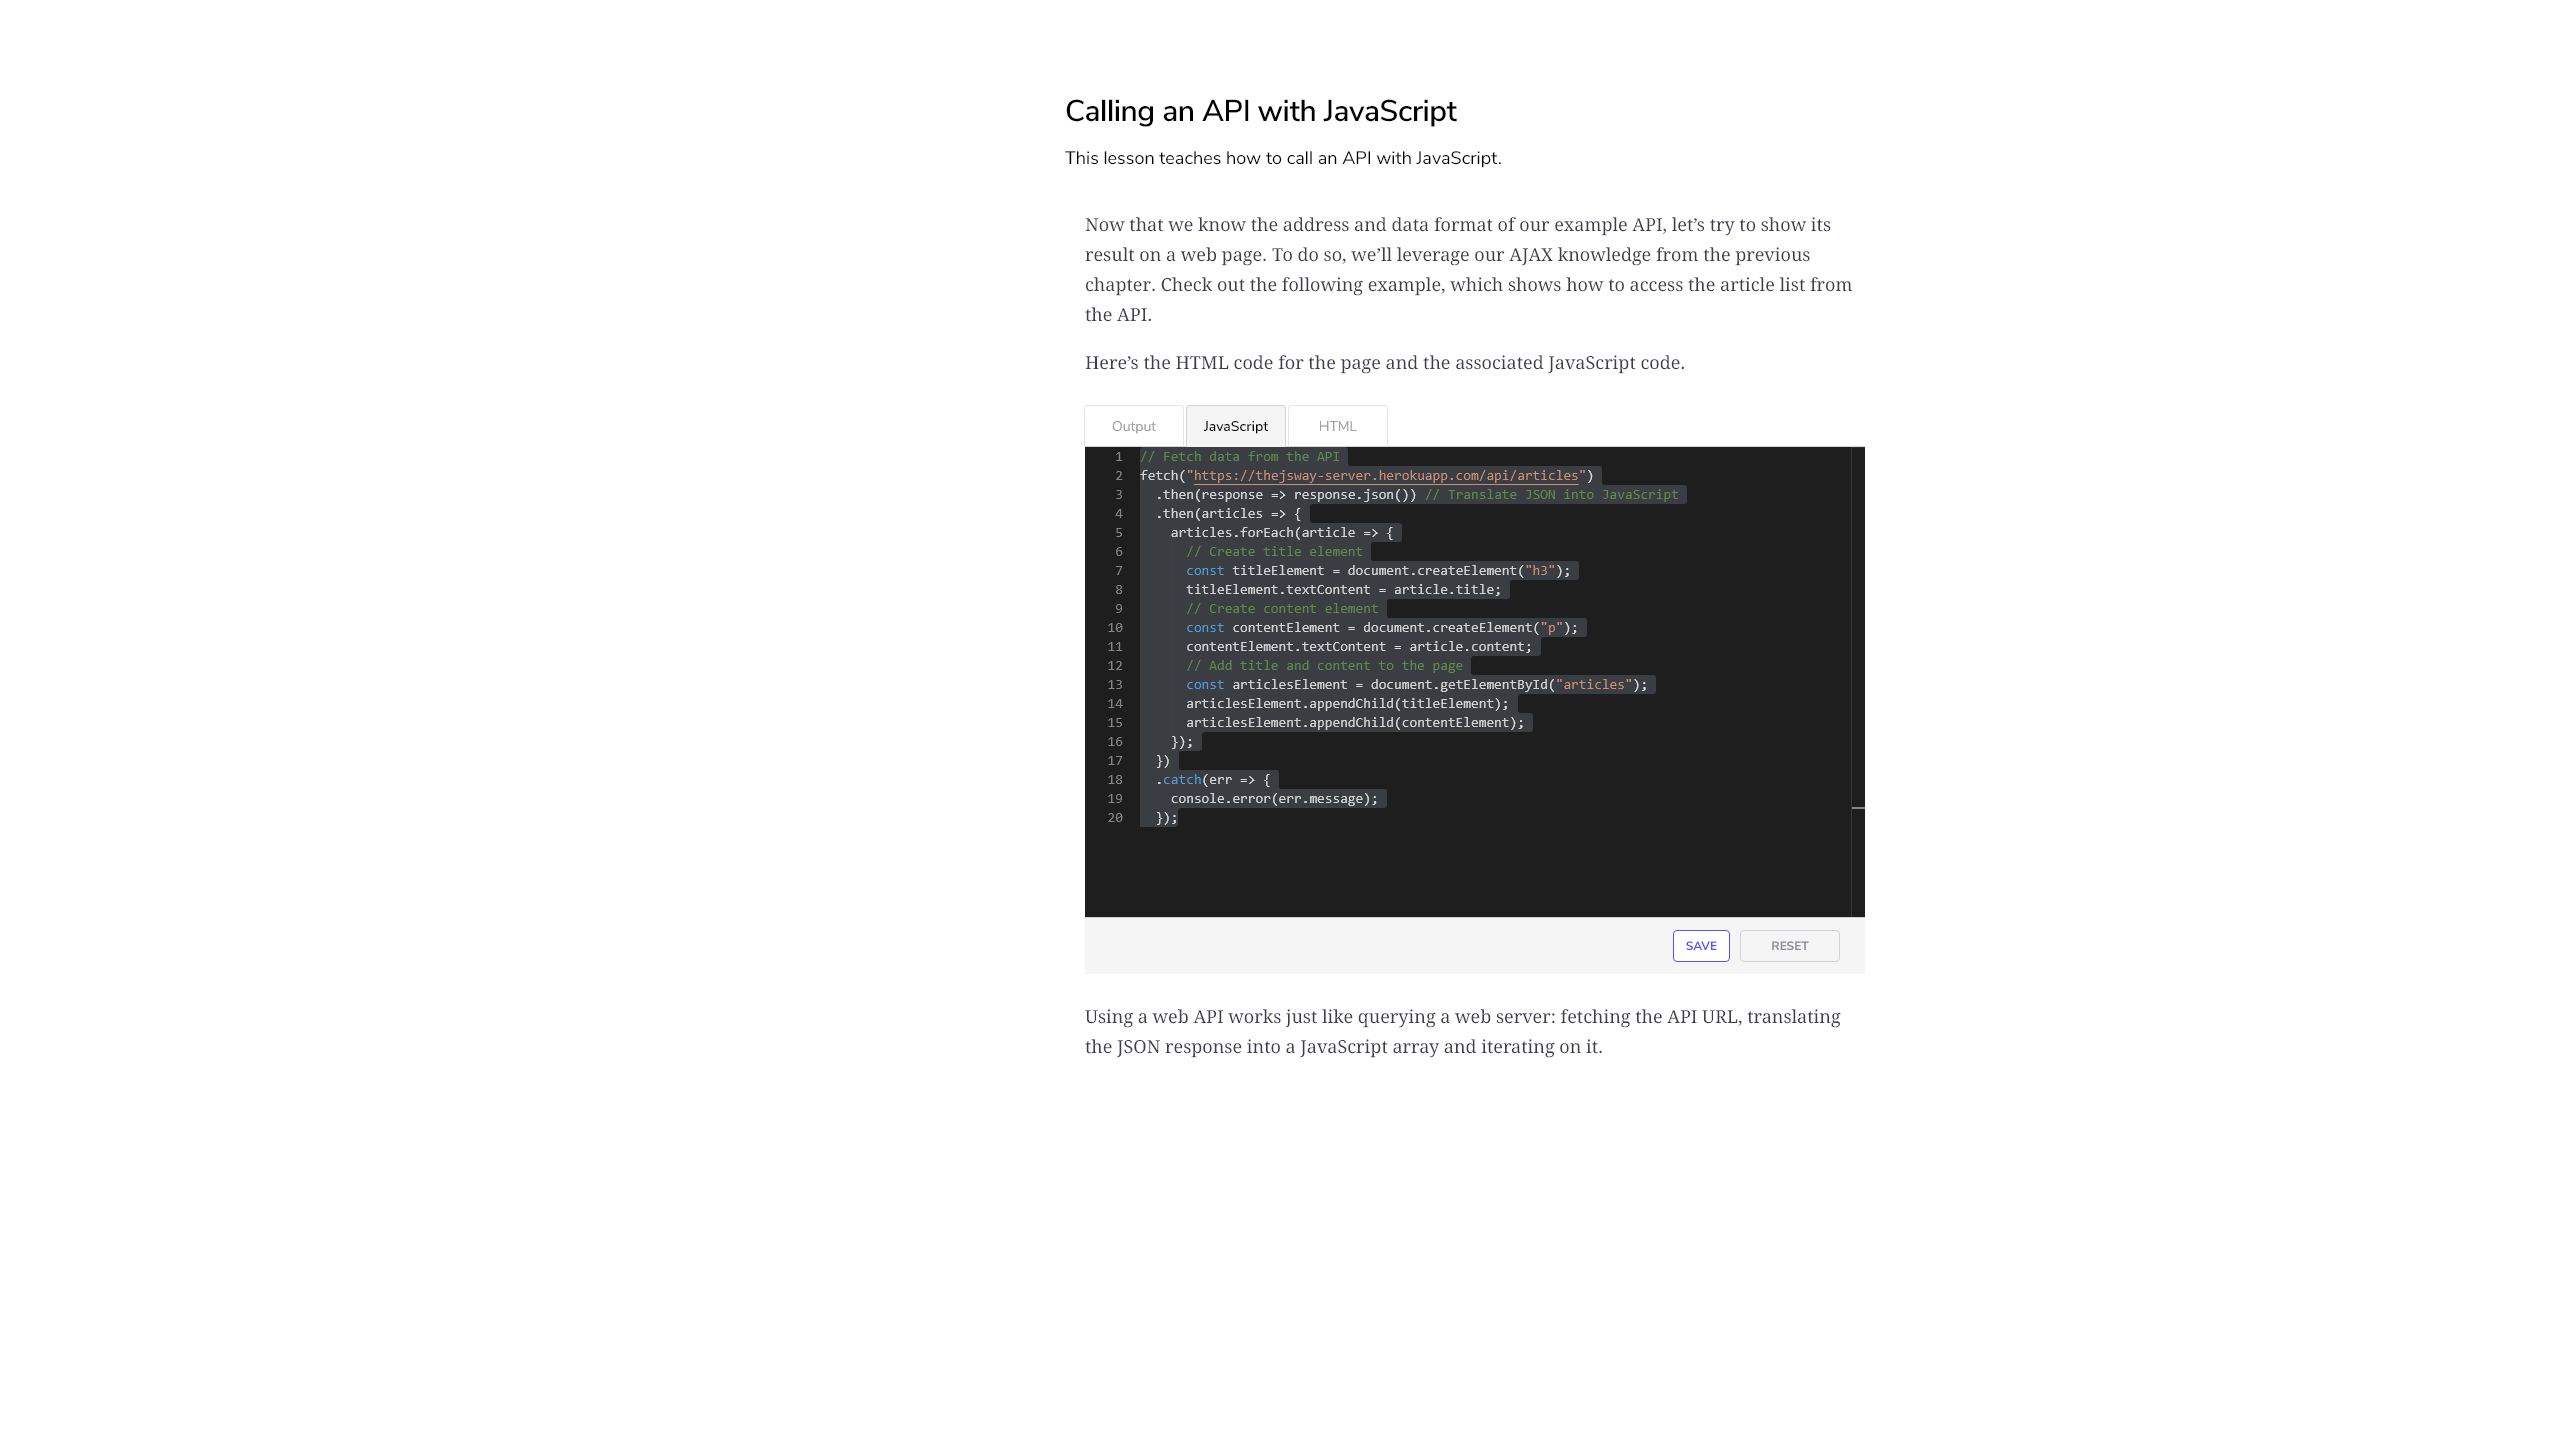 Calling an API with JavaScript
This lesson teaches how to call an API with JavaScript.
Now that we know the address and data format of our example API, let’s try to show its
result on a web page. To do so, we’ll leverage our AJAX knowledge from the previous
chapter. Check out the following example, which shows how to access the article list from
the API.
Here’s the HTML code for the page and the associated JavaScript code.
Output JavaScript HTML
1 // Fetch data from the API
2 fetch("https://thejsway-server.herokuapp.com/api/articles")
3   .then(response => response.json()) // Translate JSON into JavaScript
4   .then(articles => {
5     articles.forEach(article => {
6       // Create title element
7       const titleElement = document.createElement("h3");
8       titleElement.textContent = article.title;
9       // Create content element
10       const contentElement = document.createElement("p");
11       contentElement.textContent = article.content;
12       // Add title and content to the page
13       const articlesElement = document.getElementById("articles");
14       articlesElement.appendChild(titleElement);
15       articlesElement.appendChild(contentElement);
16     });
17   })
18   .catch(err => {
19     console.error(err.message);
20   });
SAVE RESET
Using a web API works just like querying a web server: fetching the API URL, translating
the JSON response into a JavaScript array and iterating on it.